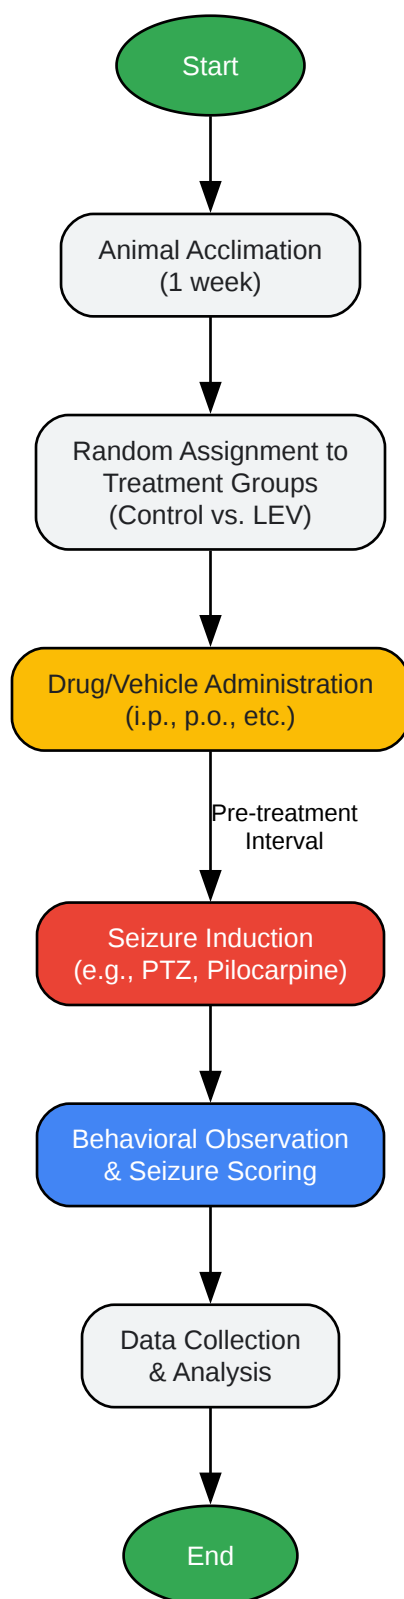 Start
Animal Acclimation
(1 week)
Random Assignment to
Treatment Groups
(Control vs. LEV)
Drug/Vehicle Administration
(i.p., p.o., etc.)
Pre-treatment
Interval
Seizure Induction
(e.g., PTZ, Pilocarpine)
Behavioral Observation
& Seizure Scoring
Data Collection
& Analysis
End